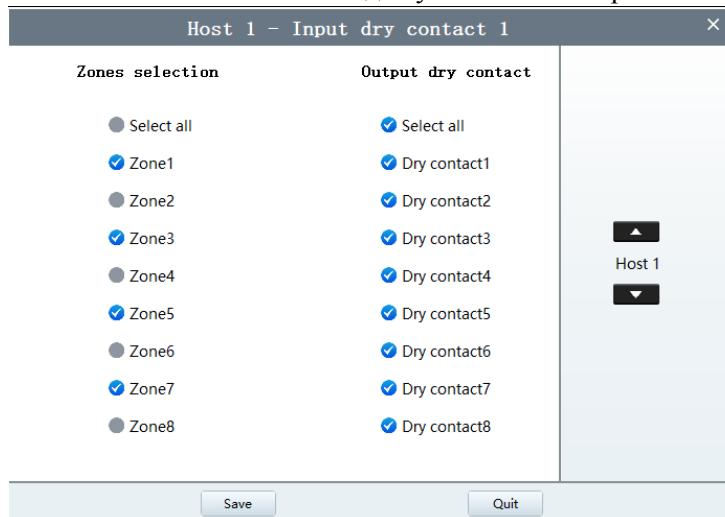 Host 1 - Input dry contact 1
Zones selection
Output dry contact
Select all
Select all
Zone1
Dry contact1
Zone2
Dry contact2
Zone3
Dry contact3
Zone4
Dry contact4
Zone5
Dry contact5
Zone6
Dry contact6
Zone7
Dry contact7
Zone8
Dry contact8
Host 1
Save
Quit